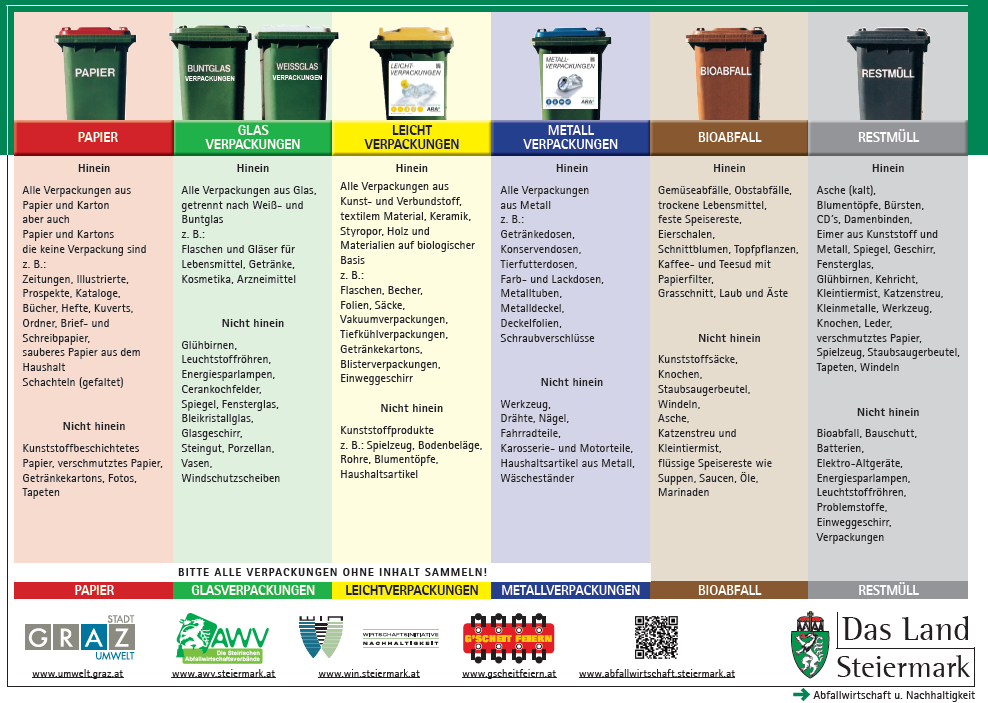 PAPIER
BUNTGLAS
VERPACKUNGEN
WEISSGLAS
VERPACKUNGEN
LEICHT-
VERPACKUNGEN
ARA
METALL-
VERPACKUNGEN
ARA
BIOABFALL
RESTMÜLL
PAPIER
Hinein
Alle Verpackungen aus
Papier und Karton
aber auch
Papier und Kartons
die keine Verpackung sind
z. B.:
Zeitungen, Illustrierte,
Prospekte, Kataloge,
Bücher, Hefte, Kuverts,
Ordner, Brief- und
Schreibpapier,
sauberes Papier aus dem
Haushalt
Schachteln (gefaltet)
Nicht hinein
Kunststoffbeschichtetes
Papier, verschmutztes Papier,
Getränkekartons, Fotos,
Tapeten
GLAS
VERPACKUNGEN
Hinein
Alle Verpackungen aus Glas,
getrennt nach Weiß- und
Buntglas
z. B.:
Flaschen und Gläser für
Lebensmittel, Getränke,
Kosmetika, Arzneimittel
Nicht hinein
Glühbirnen,
Leuchtstoffröhren,
Energiesparlampen,
Cerankochfelder,
Spiegel, Fensterglas,
Bleikristallglas,
Glasgeschirr,
Steingut, Porzellan,
Vasen,
Windschutzscheiben
LEICHT
VERPACKUNGEN
Hinein
Alle Verpackungen aus
Kunst- und Verbundstoff,
textilem Material, Keramik,
Styropor, Holz und
Materialien auf biologischer
Basis
z. B.:
Flaschen, Becher,
Folien, Säcke,
Vakuumverpackungen,
Tiefkühlverpackungen,
Getränkekartons,
Blisterverpackungen,
Einweggeschirr
Nicht hinein
Kunststoffprodukte
z. B.: Spielzeug, Bodenbeläge,
Rohre, Blumentöpfe,
Haushaltsartikel
METALL
VERPACKUNGEN
Hinein
Alle Verpackungen
aus Metall
z. B.:
Getränkedosen,
Konservendosen,
Tierfutterdosen,
Farb- und Lackdosen,
Metalltuben,
Metalldeckel,
Deckelfolien,
Schraubverschlüsse
Nicht hinein
Werkzeug,
Drähte, Nägel,
Fahrradteile,
Karosserie- und Motorteile,
Haushaltsartikel aus Metall,
Wäscheständer
BIOABFALL
Hinein
Gemüseabfälle, Obstabfälle,
trockene Lebensmittel,
feste Speisereste,
Eierschalen,
Schnittblumen, Topfpflanzen,
Kaffee- und Teesud mit
Papierfilter,
Grasschnitt, Laub und Äste
Nicht hinein
Kunststoffsäcke,
Knochen,
Staubsaugerbeutel,
Windeln,
Asche,
Katzenstreu und
Kleintiermist,
flüssige Speisereste wie
Suppen, Saucen, Öle,
Marinaden
RESTMÜLL
Hinein
Asche (kalt),
Blumentöpfe, Bürsten,
CD's, Damenbinden,
Eimer aus Kunststoff und
Metall, Spiegel, Geschirr,
Fensterglas,
Glühbirnen, Kehricht,
Kleintiermist, Katzenstreu,
Kleinmetalle, Werkzeug,
Knochen, Leder,
verschmutztes Papier,
Spielzeug, Staubsaugerbeutel,
Tapeten, Windeln
Nicht hinein
Bioabfall, Bauschutt,
Batterien,
Elektro-Altgeräte,
Energiesparlampen,
Leuchtstoffröhren,
Problemstoffe,
Einweggeschirr,
Verpackungen
BITTE ALLE VERPACKUNGEN OHNE INHALT SAMMELN!
PAPIER
GLASVERPACKUNGEN
LEICHTVERPACKUNGEN
METALLVERPACKUNGEN
BIOABFALL
RESTMÜLL
STADT
GRAZ
UMWELT
www.umwelt.graz.at
AWV
Die Steirischen
Abfallwirtschaftsverbände
www.awv.steiermark.at
WIRTSCHAFTSINITIATIVE
NACHHALTIGKEIT
www.win.steiermark.at
G'SCHEIT FEIERN
www.gscheitfeiern.at
www.abfallwirtschaft.steiermark.at
Das Land
Steiermark
Abfallwirtschaft u. Nachhaltigkeit